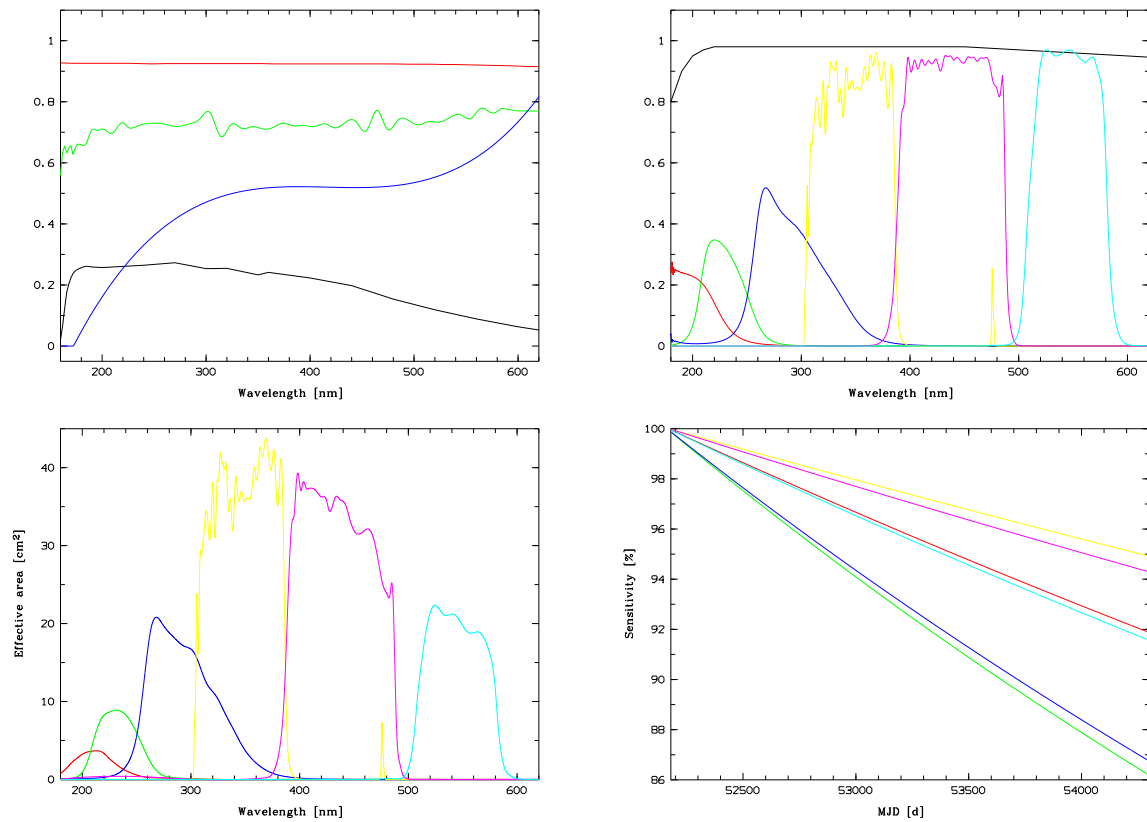 1
0.8
0.6
0.4
0.2
0
200 300 400 500 600
Wavelength [nm]
1
0.8
0.6
0.4
0.2
0
200 300 400 500 600
Wavelength [nm]
Effective area [cm²]
40
30
20
10
0
200 300 400 500 600
Wavelength [nm]
Sensitivity [%]
100
98
96
94
92
90
88
86
52500 53000 53500 54000
MJD [d]